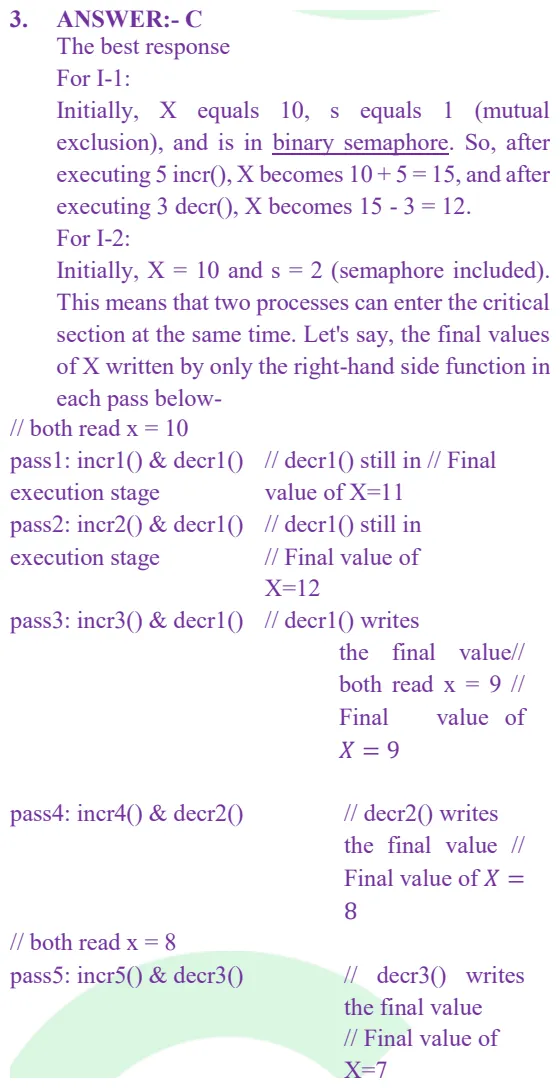 3. ANSWER:- C
The best response
For I-1:
Initially, X equals 10, s equals 1 (mutual
exclusion), and is in binary semaphore. So, after
executing 5 incr(), X becomes 10 + 5 = 15, and after
executing 3 decr(), X becomes 15 - 3 = 12.
For I-2:
Initially, X = 10 and s = 2 (semaphore included).
This means that two processes can enter the critical
section at the same time. Let's say, the final values
of X written by only the right-hand side function in
each pass below-
// both read x = 10
pass1: incr1() & decr1() // decr1() still in // Final
execution stage value of X=11
pass2: incr2() & decr1() // decr1() still in
execution stage // Final value of
X=12
pass3: incr3() & decr1() // decr1() writes
the final value//
both read x = 9 //
Final value of
𝑋 = 9
pass4: incr4() & decr2() // decr2() writes
the final value //
Final value of 𝑋 =
8
// both read x = 8
pass5: incr5() & decr3() // decr3() writes
the final value
// Final value of
X=7